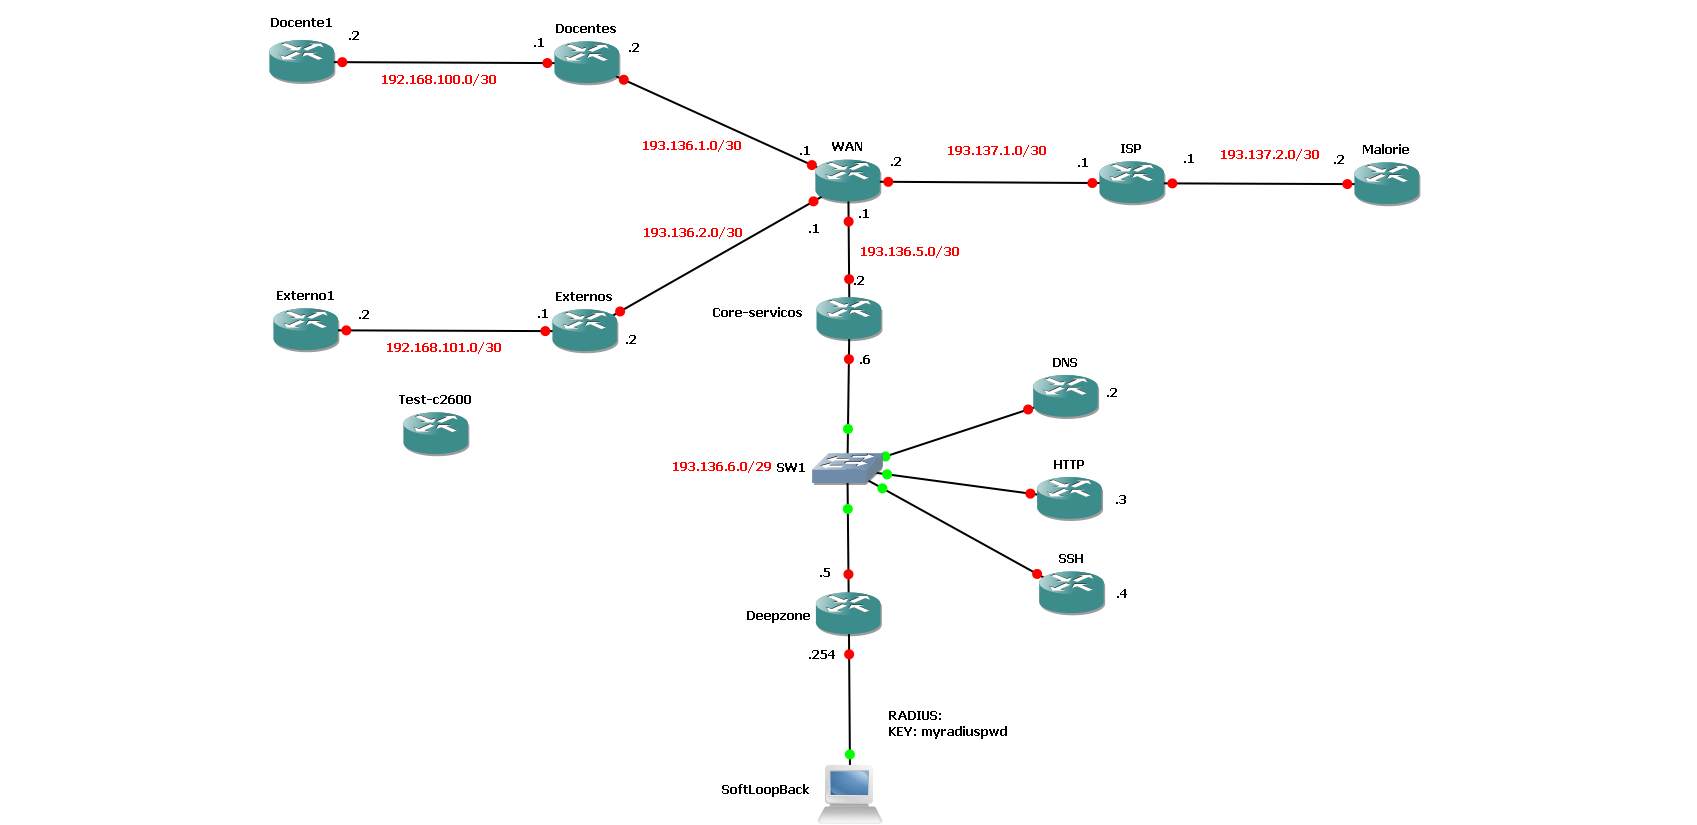 Docente1
.2
192.168.100.0/30
.1
Docentes
.2
193.136.1.0/30
.1
WAN
.2
193.137.1.0/30
.1
ISP
.1
193.137.2.0/30
.2
Malorie
193.136.2.0/30
.1
.1
193.136.5.0/30
.2
Externo1
.2
192.168.101.0/30
.1
Externos
.2
Core-servicos
.6
Test-c2600
DNS
.2
193.136.6.0/29
SW1
HTTP
.3
SSH
.4
.5
Deepzone
.254
RADIUS:
KEY: myradiuspwd
SoftLoopBack